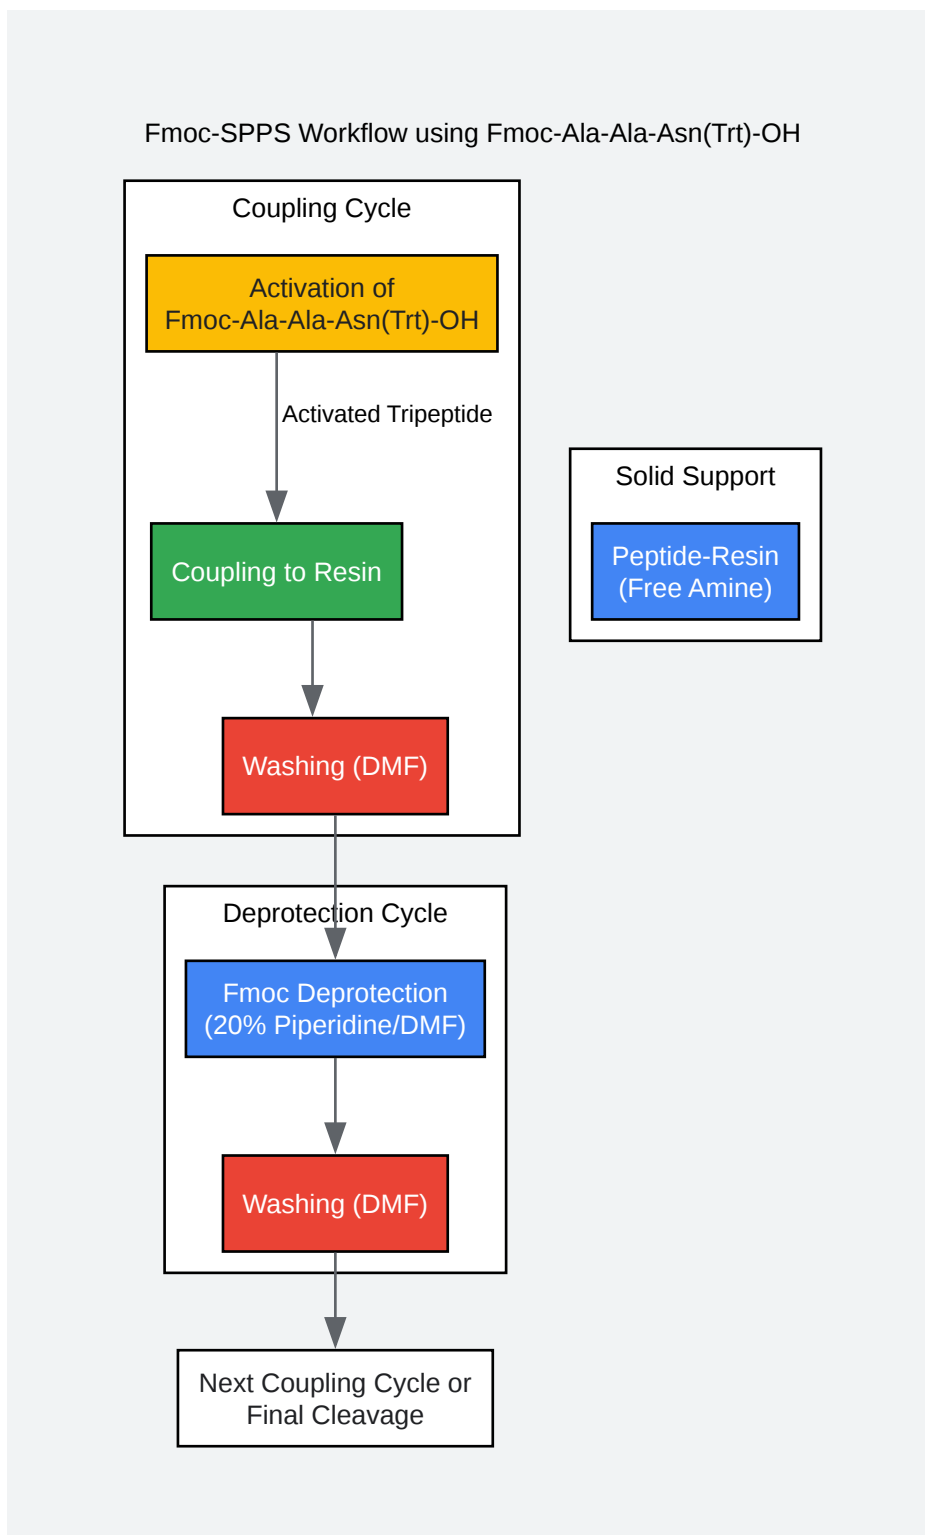 Fmoc-SPPS Workflow using Fmoc-Ala-Ala-Asn(Trt)-OH
Coupling Cycle
Activation of
Fmoc-Ala-Ala-Asn(Trt)-OH
Activated Tripeptide
Coupling to Resin
Washing (DMF)
Solid Support
Peptide-Resin
(Free Amine)
Deprotection Cycle
Fmoc Deprotection
(20% Piperidine/DMF)
Washing (DMF)
Next Coupling Cycle or
Final Cleavage